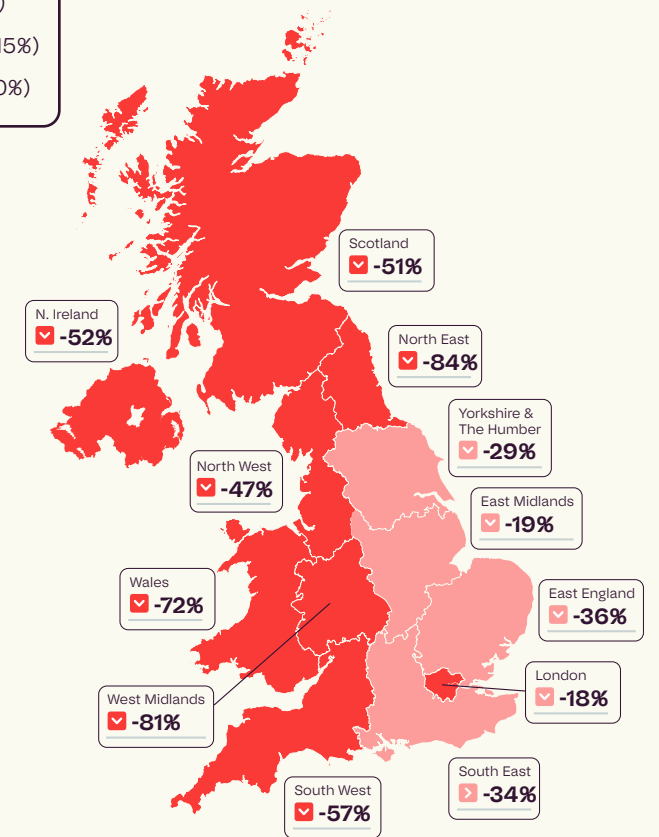 )
15%)
0%)
Scotland
-51%
N. Ireland
-52%
North East
-84%
Yorkshire &
The Humber
-29%
North West
-47%
East Midlands
-19%
Wales
-72%
East England
-36%
London
-18%
West Midlands
-81%
South East
-34%
South West
-57%